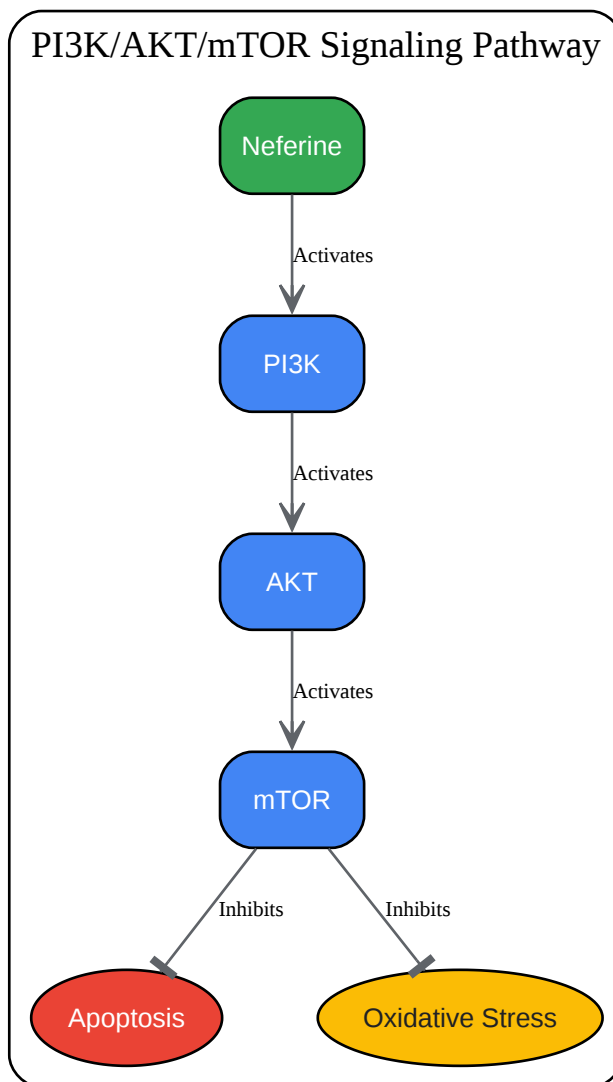 PI3K/AKT/mTOR Signaling Pathway
Neferine
Activates
PI3K
Activates
AKT
Activates
mTOR
Inhibits
Inhibits
Apoptosis
Oxidative Stress